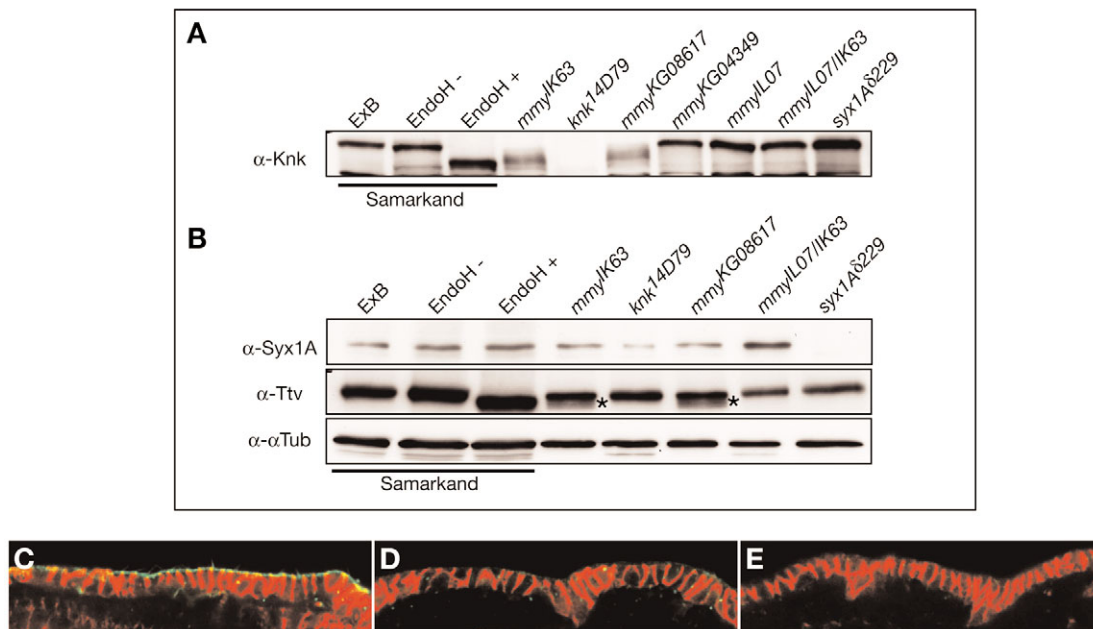 A
ExB
EndoH -
EndoH +
mmyIK63
knk14D79
mmyKG08617
mmyKG04349
mmyIL07
mmyIL07/IK63
syx1Aδ229
α-Knk
Samarkand
B
ExB
EndoH -
EndoH +
mmyIK63
knk14D79
mmyKG08617
mmyIL07/IK63
syx1Aδ229
α-Syx1A
α-Ttv
* *
α-αTub
Samarkand
C D E